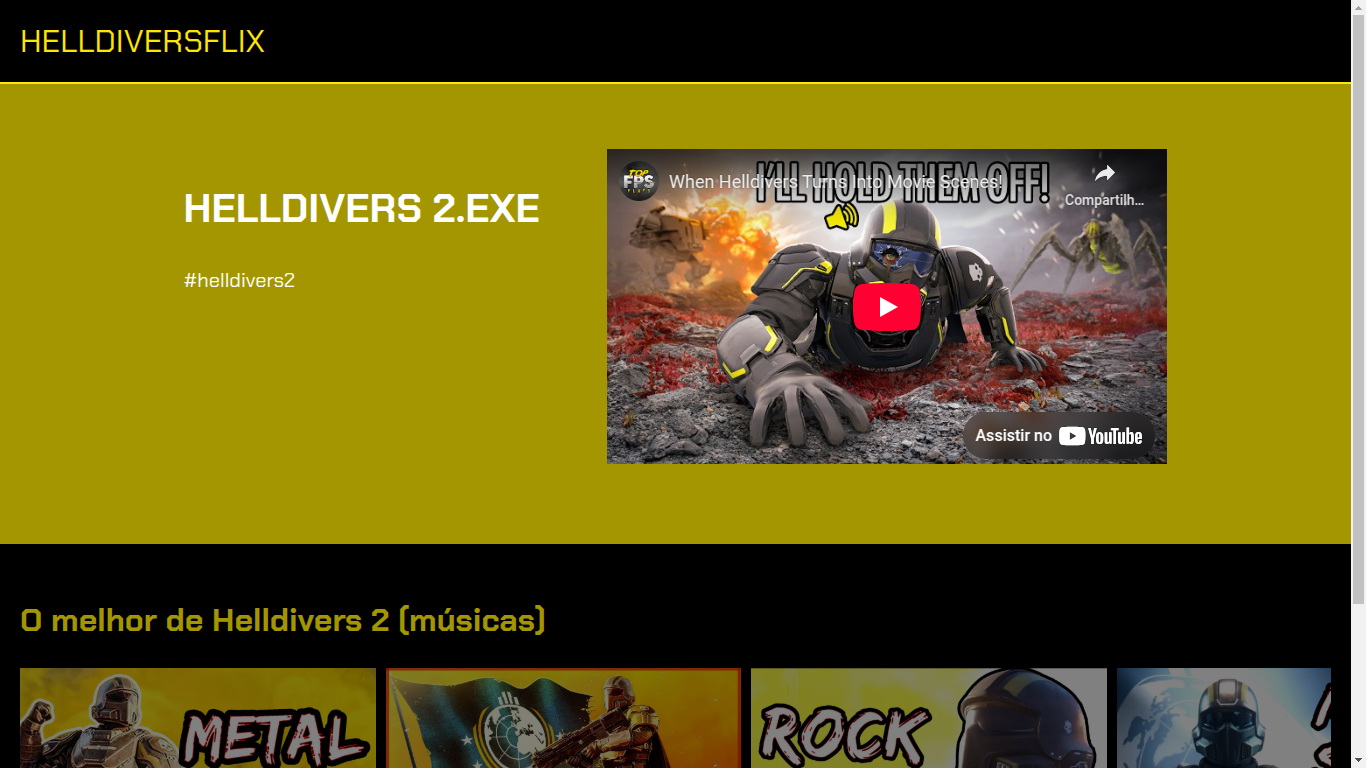 HELLDIVERSFLIX
HELLDIVERS 2.EXE
#helldivers2
I'LL HOLD THEM OFF!
TOP
FPS
When Helldivers Turns Into Movie Scenes!
Compartilh...
Assistir no YouTube
O melhor de Helldivers 2 (músicas)
METAL
ROCK